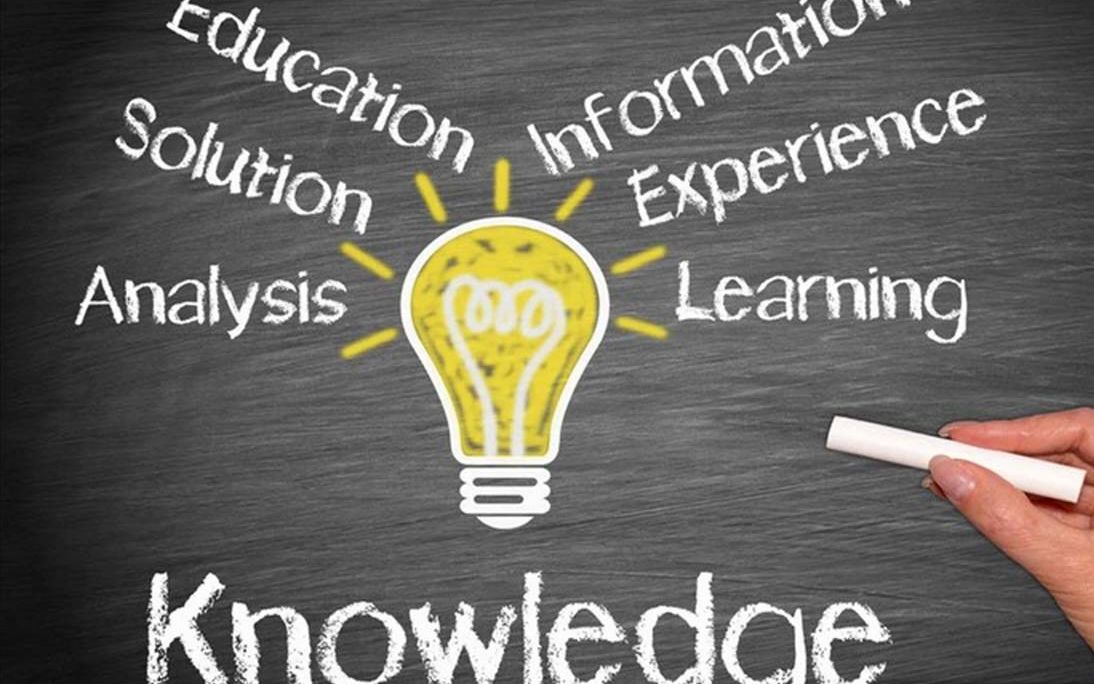 Education
Information
Solution
Experience
Analysis
Learning
Knowledge